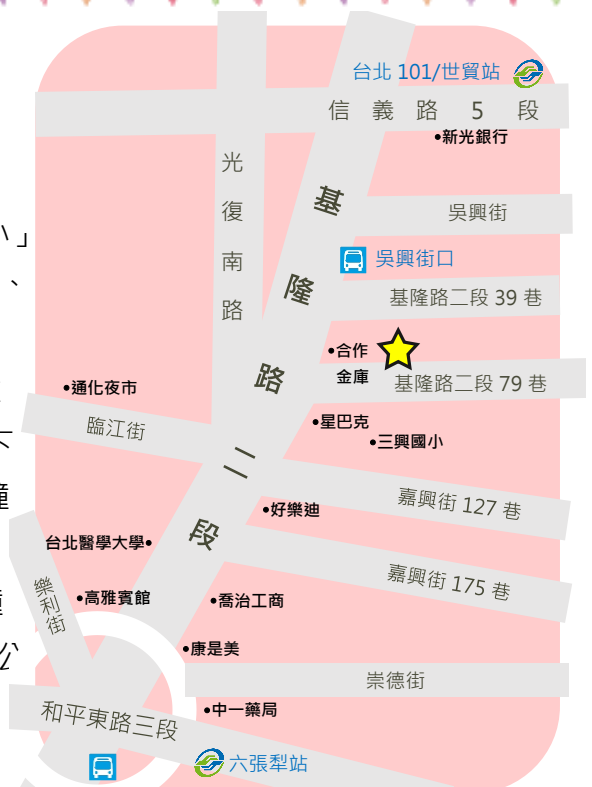 台北 101/世貿站
信義路 5 段
•新光銀行
光復南路
基隆路二段
吳興街
小」
吳興街口
、
基隆路二段 39 巷
•合作
金庫
基隆路二段 79 巷
•通化夜市
臨江街
•星巴克
•三興國小
嘉興街 127 巷
•好樂迪
台北醫學大學•
嘉興街 175 巷
樂利街
•高雅賓館
•喬治工商
•康是美
公
崇德街
和平東路三段
•中一藥局
六張犁站